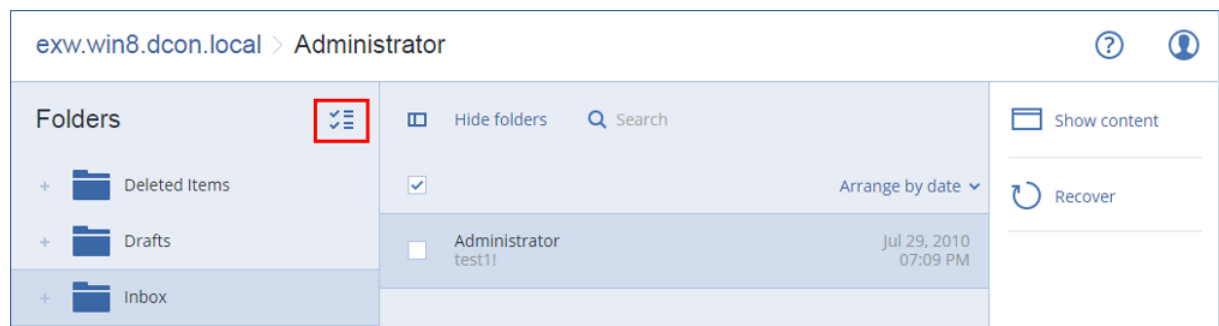 exw.win8.dcon.local > Administrator
?
Folders
Hide folders
Search
Show content
+ Deleted Items
Arrange by date
Recover
+ Drafts
Administrator
test1!
Jul 29, 2010
07:09 PM
+ Inbox